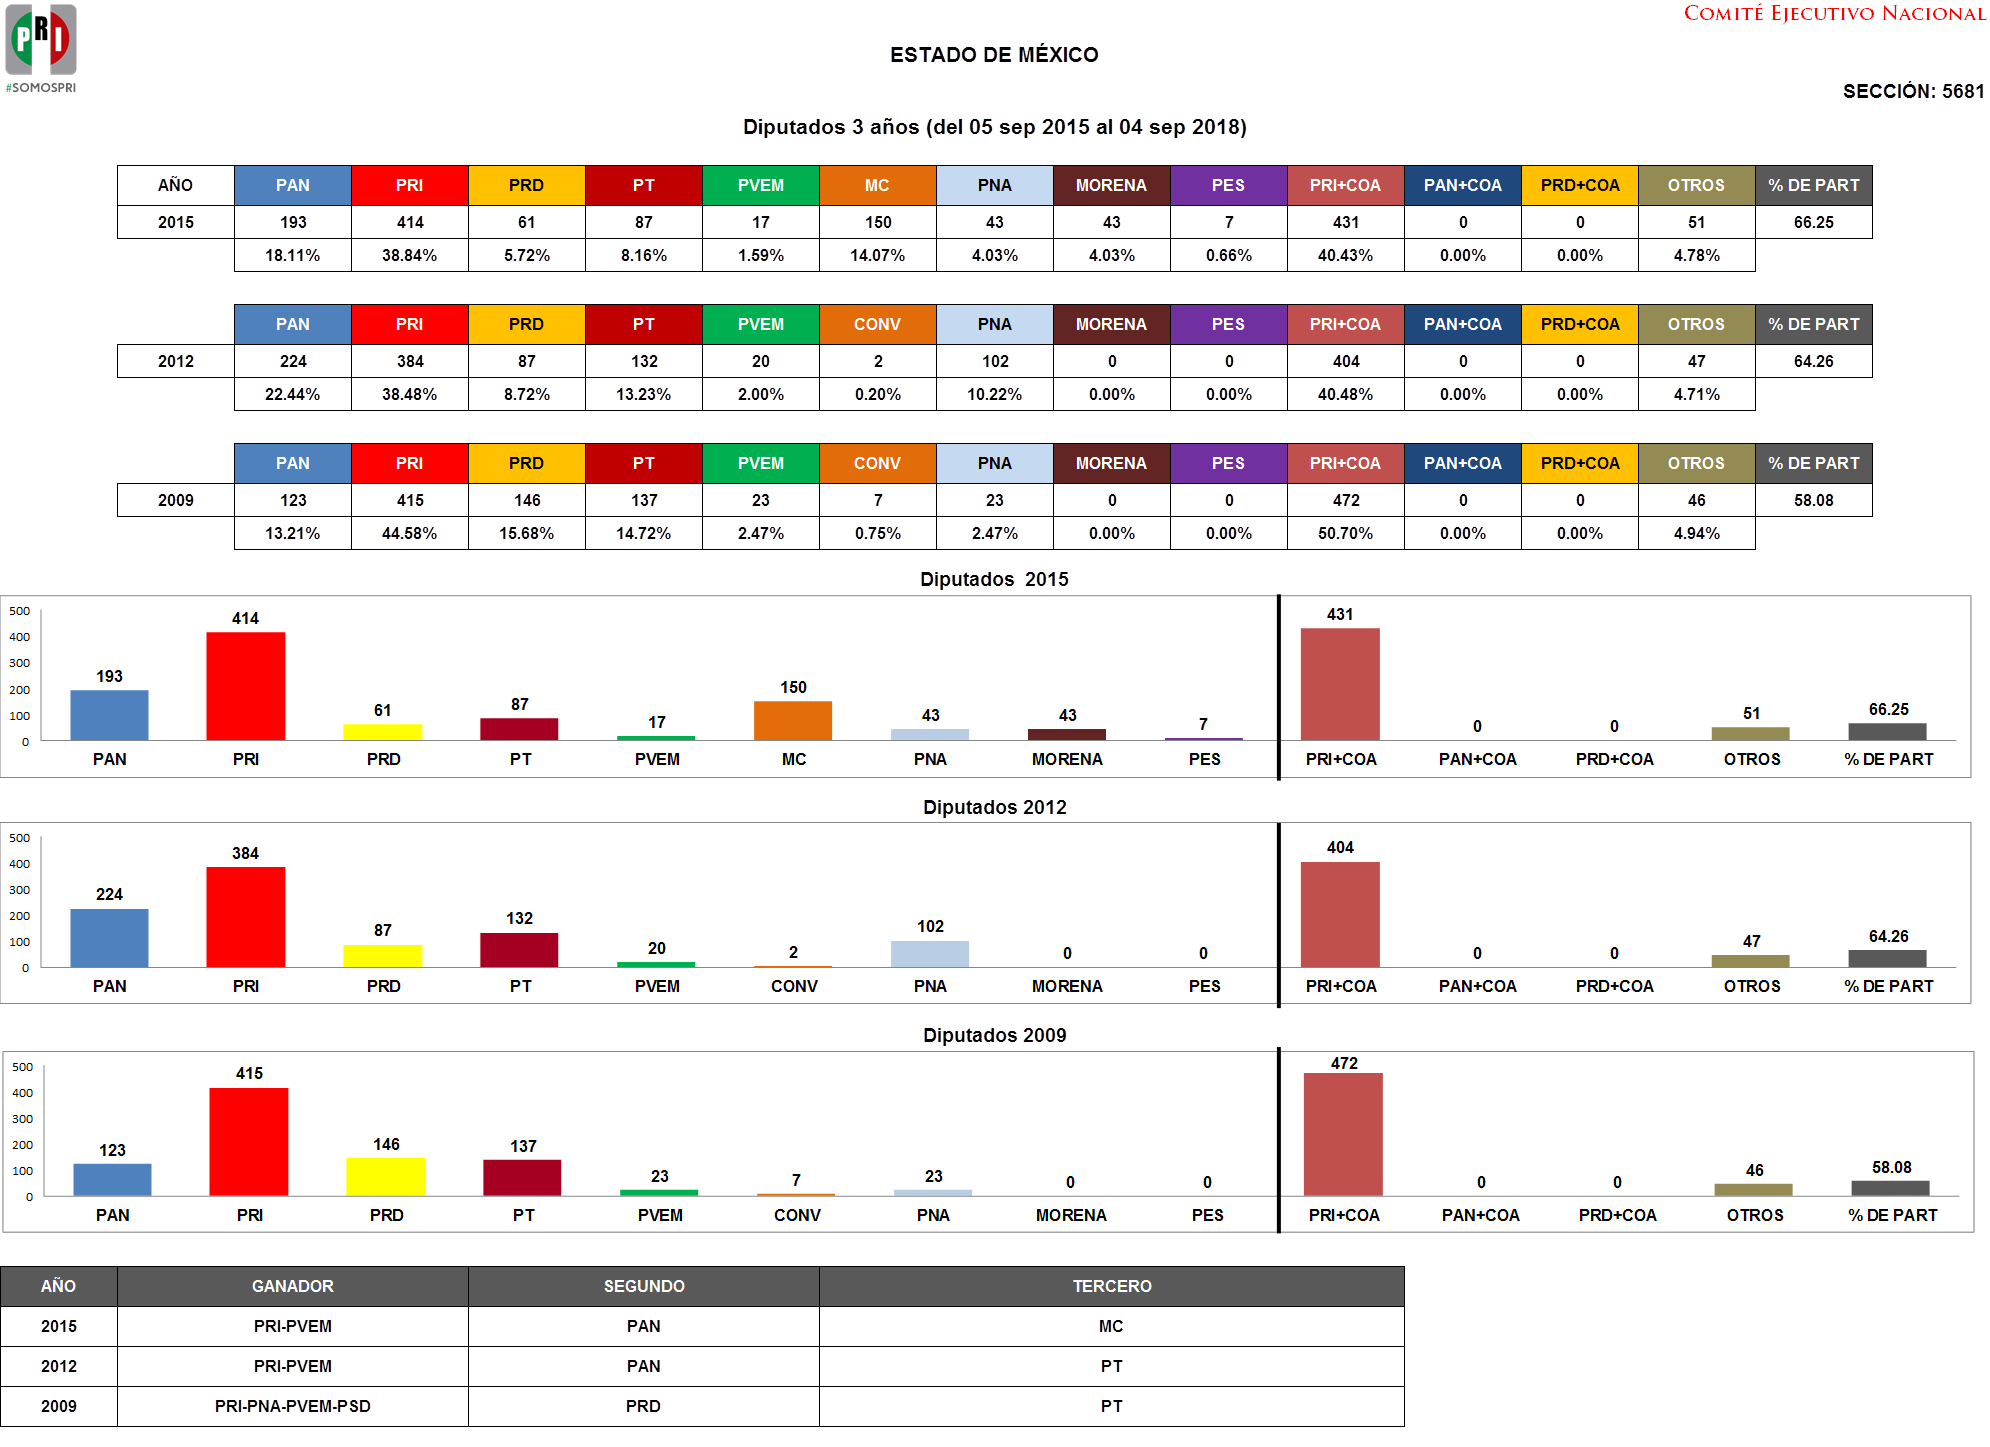 PRI
#SOMOSPRI
COMITÉ EJECUTIVO NACIONAL
ESTADO DE MÉXICO
SECCIÓN: 5681
Diputados 3 años (del 05 sep 2015 al 04 sep 2018)
AÑO PAN PRI PRD PT PVEM MC PNA MORENA PES PRI+COA PAN+COA PRD+COA OTROS % DE PART
2015 193 414 61 87 17 150 43 43 7 431 0 0 51 66.25
18.11% 38.84% 5.72% 8.16% 1.59% 14.07% 4.03% 4.03% 0.66% 40.43% 0.00% 0.00% 4.78%
PAN PRI PRD PT PVEM CONV PNA MORENA PES PRI+COA PAN+COA PRD+COA OTROS % DE PART
2012 224 384 87 132 20 2 102 0 0 404 0 0 47 64.26
22.44% 38.48% 8.72% 13.23% 2.00% 0.20% 10.22% 0.00% 0.00% 40.48% 0.00% 0.00% 4.71%
PAN PRI PRD PT PVEM CONV PNA MORENA PES PRI+COA PAN+COA PRD+COA OTROS % DE PART
2009 123 415 146 137 23 7 23 0 0 472 0 0 46 58.08
13.21% 44.58% 15.68% 14.72% 2.47% 0.75% 2.47% 0.00% 0.00% 50.70% 0.00% 0.00% 4.94%
Diputados 2015
500
400
300
200
100
0
193 414 61 87 17 150 43 43 7 431 0 0 51 66.25
PAN PRI PRD PT PVEM MC PNA MORENA PES PRI+COA PAN+COA PRD+COA OTROS % DE PART
Diputados 2012
500
400
300
200
100
0
224 384 87 132 20 2 102 0 0 404 0 0 47 64.26
PAN PRI PRD PT PVEM CONV PNA MORENA PES PRI+COA PAN+COA PRD+COA OTROS % DE PART
Diputados 2009
500
400
300
200
100
0
123 415 146 137 23 7 23 0 0 472 0 0 46 58.08
PAN PRI PRD PT PVEM CONV PNA MORENA PES PRI+COA PAN+COA PRD+COA OTROS % DE PART
AÑO GANADOR SEGUNDO TERCERO
2015 PRI-PVEM PAN MC
2012 PRI-PVEM PAN PT
2009 PRI-PNA-PVEM-PSD PRD PT